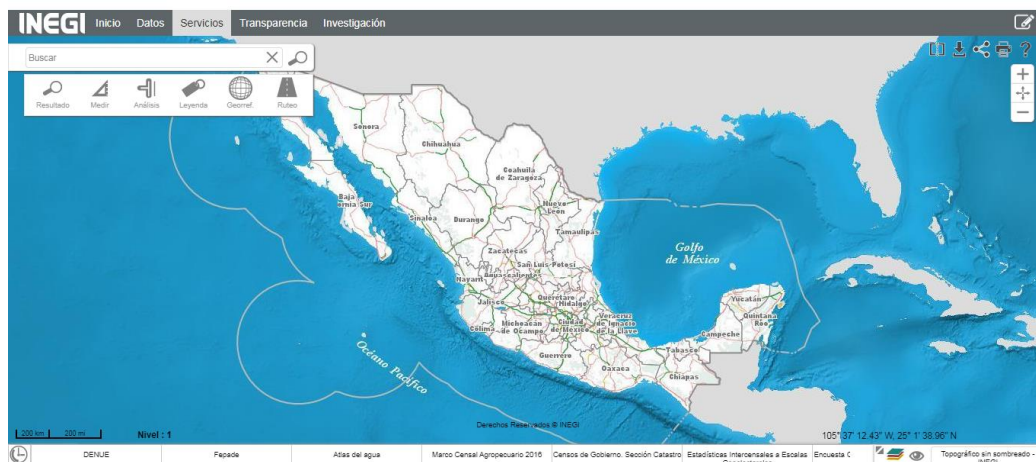 INEGI Inicio Datos Servicios Transparencia Investigación
Buscar
Resultado Medir Análisis Leyenda Georref. Ruteo
Sonora
Chihuahua
Coahuila
de Zaragoza
Baja
ornia Sur
Nuevo
León
Sinaloa
Durango
Tamaulipas
Zacatecas
San Luis Potosí
Golfo
de México
Nayarit
Aguascalientes
Jalisco
Querétaro
Hidalgo
Yucatán
Quintana
Roo
Colima
Michoacán
de Ocampo
Ciudad
de México
Veracruz
de Ignacio
de la Llave
Campeche
Tabasco
Guerrero
Oaxaca
Chiapas
Océano Pacífico
Derechos Reservados © INEGI
200 km 200 mi
Nivel : 1
105° 37' 12.43" W, 25° 1' 38.96" N
DENUE
Fepade
Atlas del agua
Marco Censal Agropecuario 2016
Censos de Gobierno. Sección Catastro
Estadísticas Intercensales a Escalas
Encuesta
Topográfico sin sombreado.
INEGI